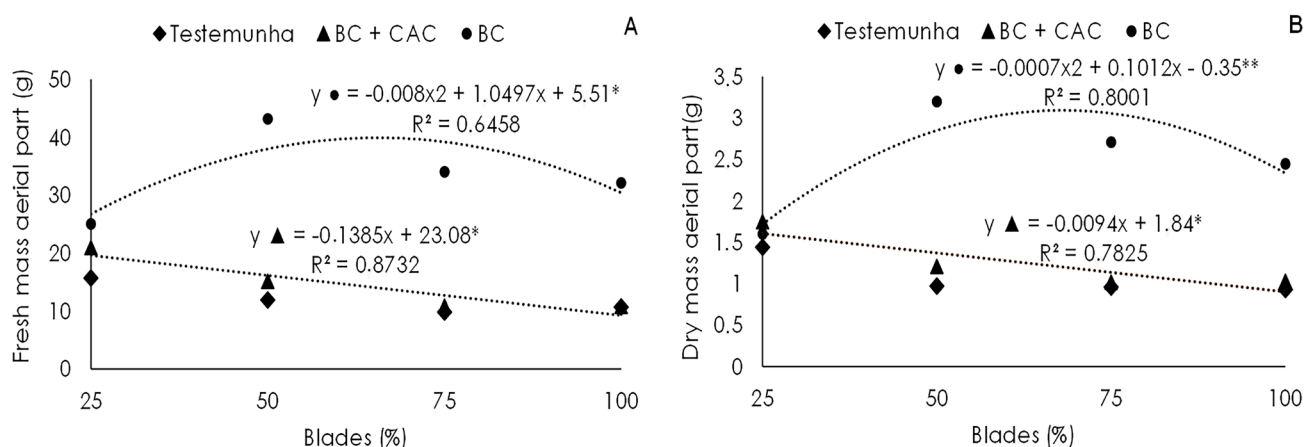 A
Testemunha BC + CAC BC
Fresh mass aerial part (g)
50
40
30
20
10
0
y = -0.008x2 + 1.0497x + 5.51*
R² = 0.6458
y = -0.1385x + 23.08*
R² = 0.8732
25 50 75 100
Blades (%)
B
Testemunha BC + CAC BC
Dry mass aerial part(g)
3.5
3
2.5
2
1.5
1
0.5
0
y = -0.0007x2 + 0.1012x - 0.35**
R² = 0.8001
y = -0.0094x + 1.84*
R² = 0.7825
25 50 75 100
Blades (%)